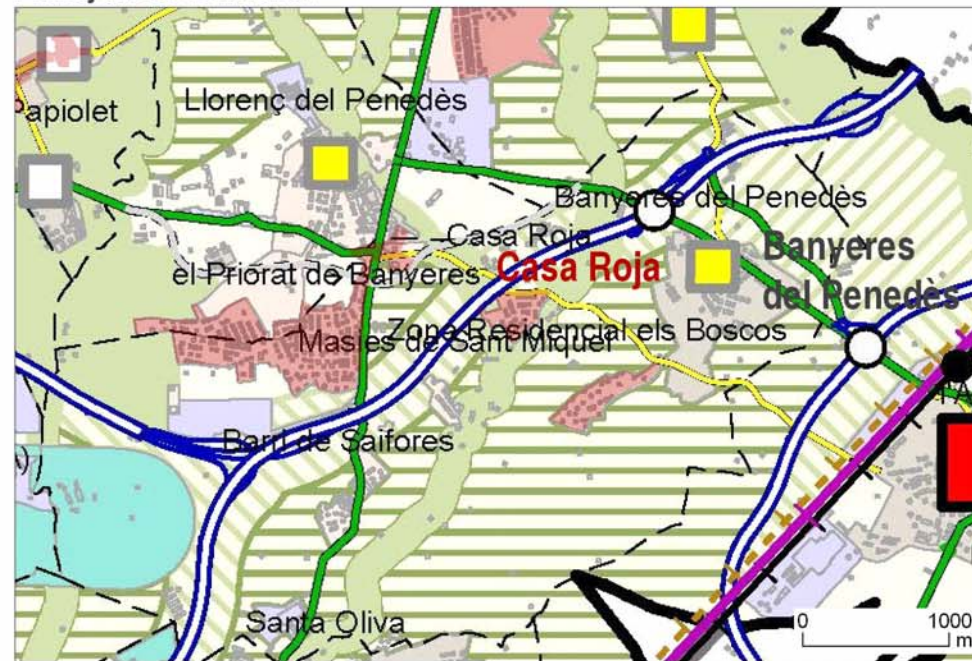 apiolet
Llorenç del Penedès
Banyeres del Penedès
Casa Roja
Banyeres
del Penedès
Casa Roja
el Priorat de Banyeres
Zona Residencial els Boscos
Masies de Sant Miquel
Barri de Saifores
Santa Oliva
0 1000
m